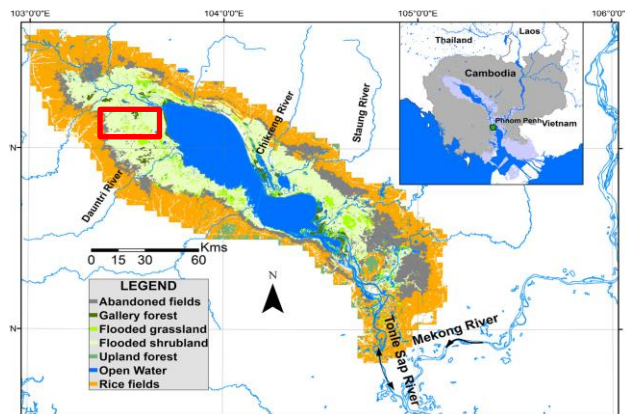 103°0'0"E
104°0'0"E
105°0'0"E
106°0'0"E
Thailand
Laos
Cambodia
Phnom Penh
Vietnam
Chikreng River
Staung River
Dauntri River
Kms
0 15 30 60
N
LEGEND
Abandoned fields
Gallery forest
Flooded grassland
Flooded shrubland
Upland forest
Open Water
Rice fields
Mekong River
Tonle Sap River